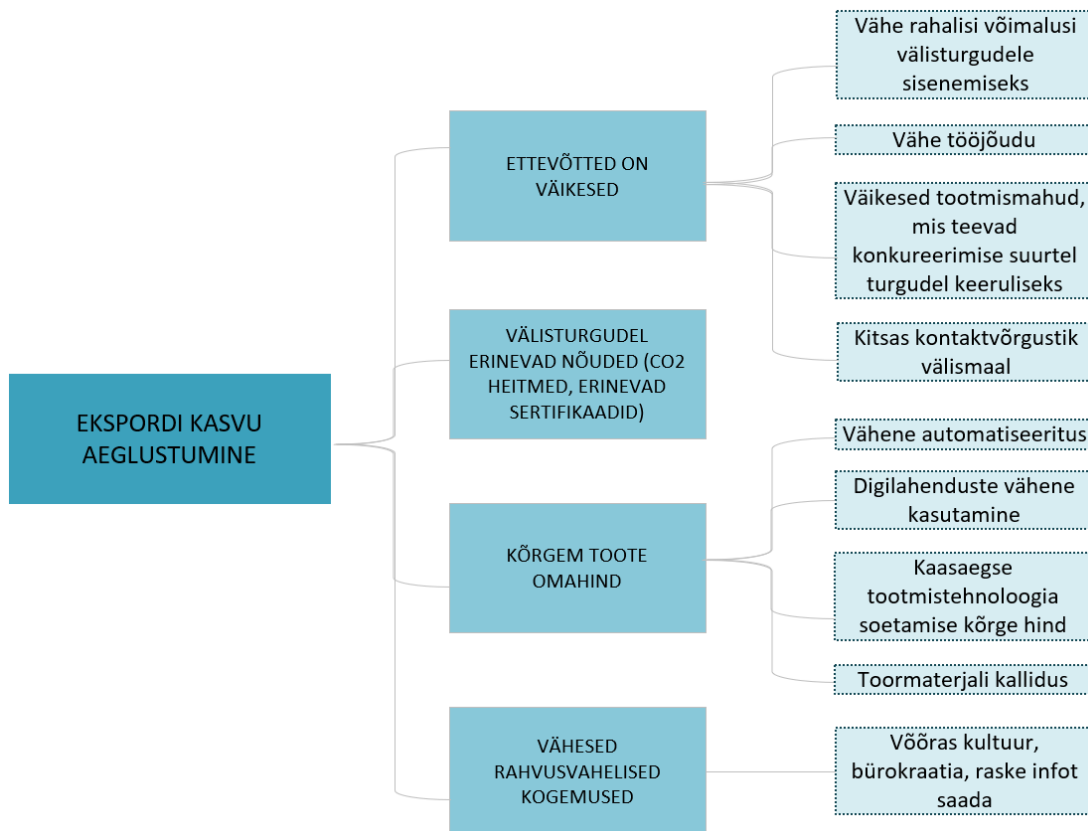 EKSPORDI KASVU
AEGLUSTUMINE
ETTEVÕTTED ON
VÄIKESED
Vähe rahalisi võimalusi
välisturgudele
sisenemiseks
Vähe tööjõudu
Väikesed tootmismahud,
mis teevad
konkureerimise suurtel
turgudel keeruliseks
Kitsas kontaktvõrgustik
välismaal
VÄLISTURGUDEL
ERINEVAD NÕUDED (CO2
HEITMED, ERINEVAD
SERTIFIKAADID)
KÕRGEM TOOTE
OMAHIND
Vähene automatiseeritus
Digilahenduste vähene
kasutamine
Kaasaegse
tootmistehnoloogia
soetamise kõrge hind
Toormaterjali kallidus
VÄHESED
RAHVUSVAHELISED
KOGEMUSED
Võõras kultuur,
bürokraatia, raske infot
saada